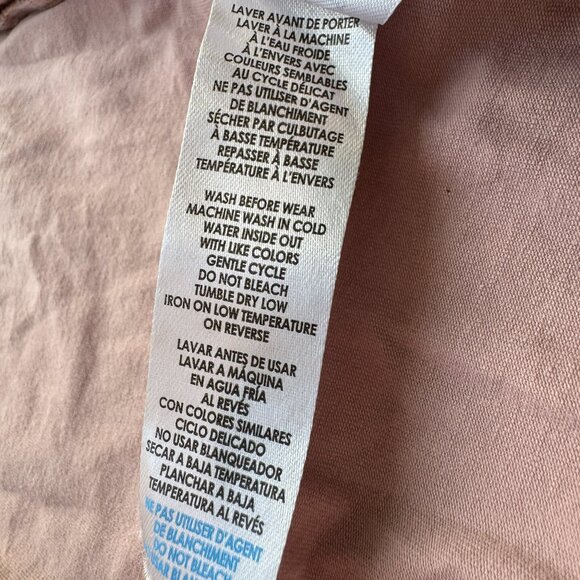 LAVER AVANT DE PORTER
LAVER À LA MACHINE
À L'EAU FROIDE
À L'ENVERS AVEC
COULEURS SEMBLABLES
AU CYCLE DÉLICAT
NE PAS UTILISER D'AGENT
DE BLANCHIMENT
SÉCHER PAR CULBUTAGE
À BASSE TEMPÉRATURE
REPASSER À BASSE
TEMPÉRATURE À L'ENVERS
WASH BEFORE WEAR
MACHINE WASH IN COLD
WATER INSIDE OUT
WITH LIKE COLORS
GENTLE CYCLE
DO NOT BLEACH
TUMBLE DRY LOW
IRON ON LOW TEMPERATURE
ON REVERSE
LAVAR ANTES DE USAR
LAVAR A MÁQUINA
EN AGUA FRÍA
AL REVÉS
CON COLORES SIMILARES
CICLO DELICADO
NO USAR BLANQUEADOR
SECAR A BAJA TEMPERATURA
PLANCHAR A BAJA
TEMPERATURA AL REVÉS
NE PAS UTILISER D'AGENT
DE BLANCHIMENT
DO NOT BLEACH